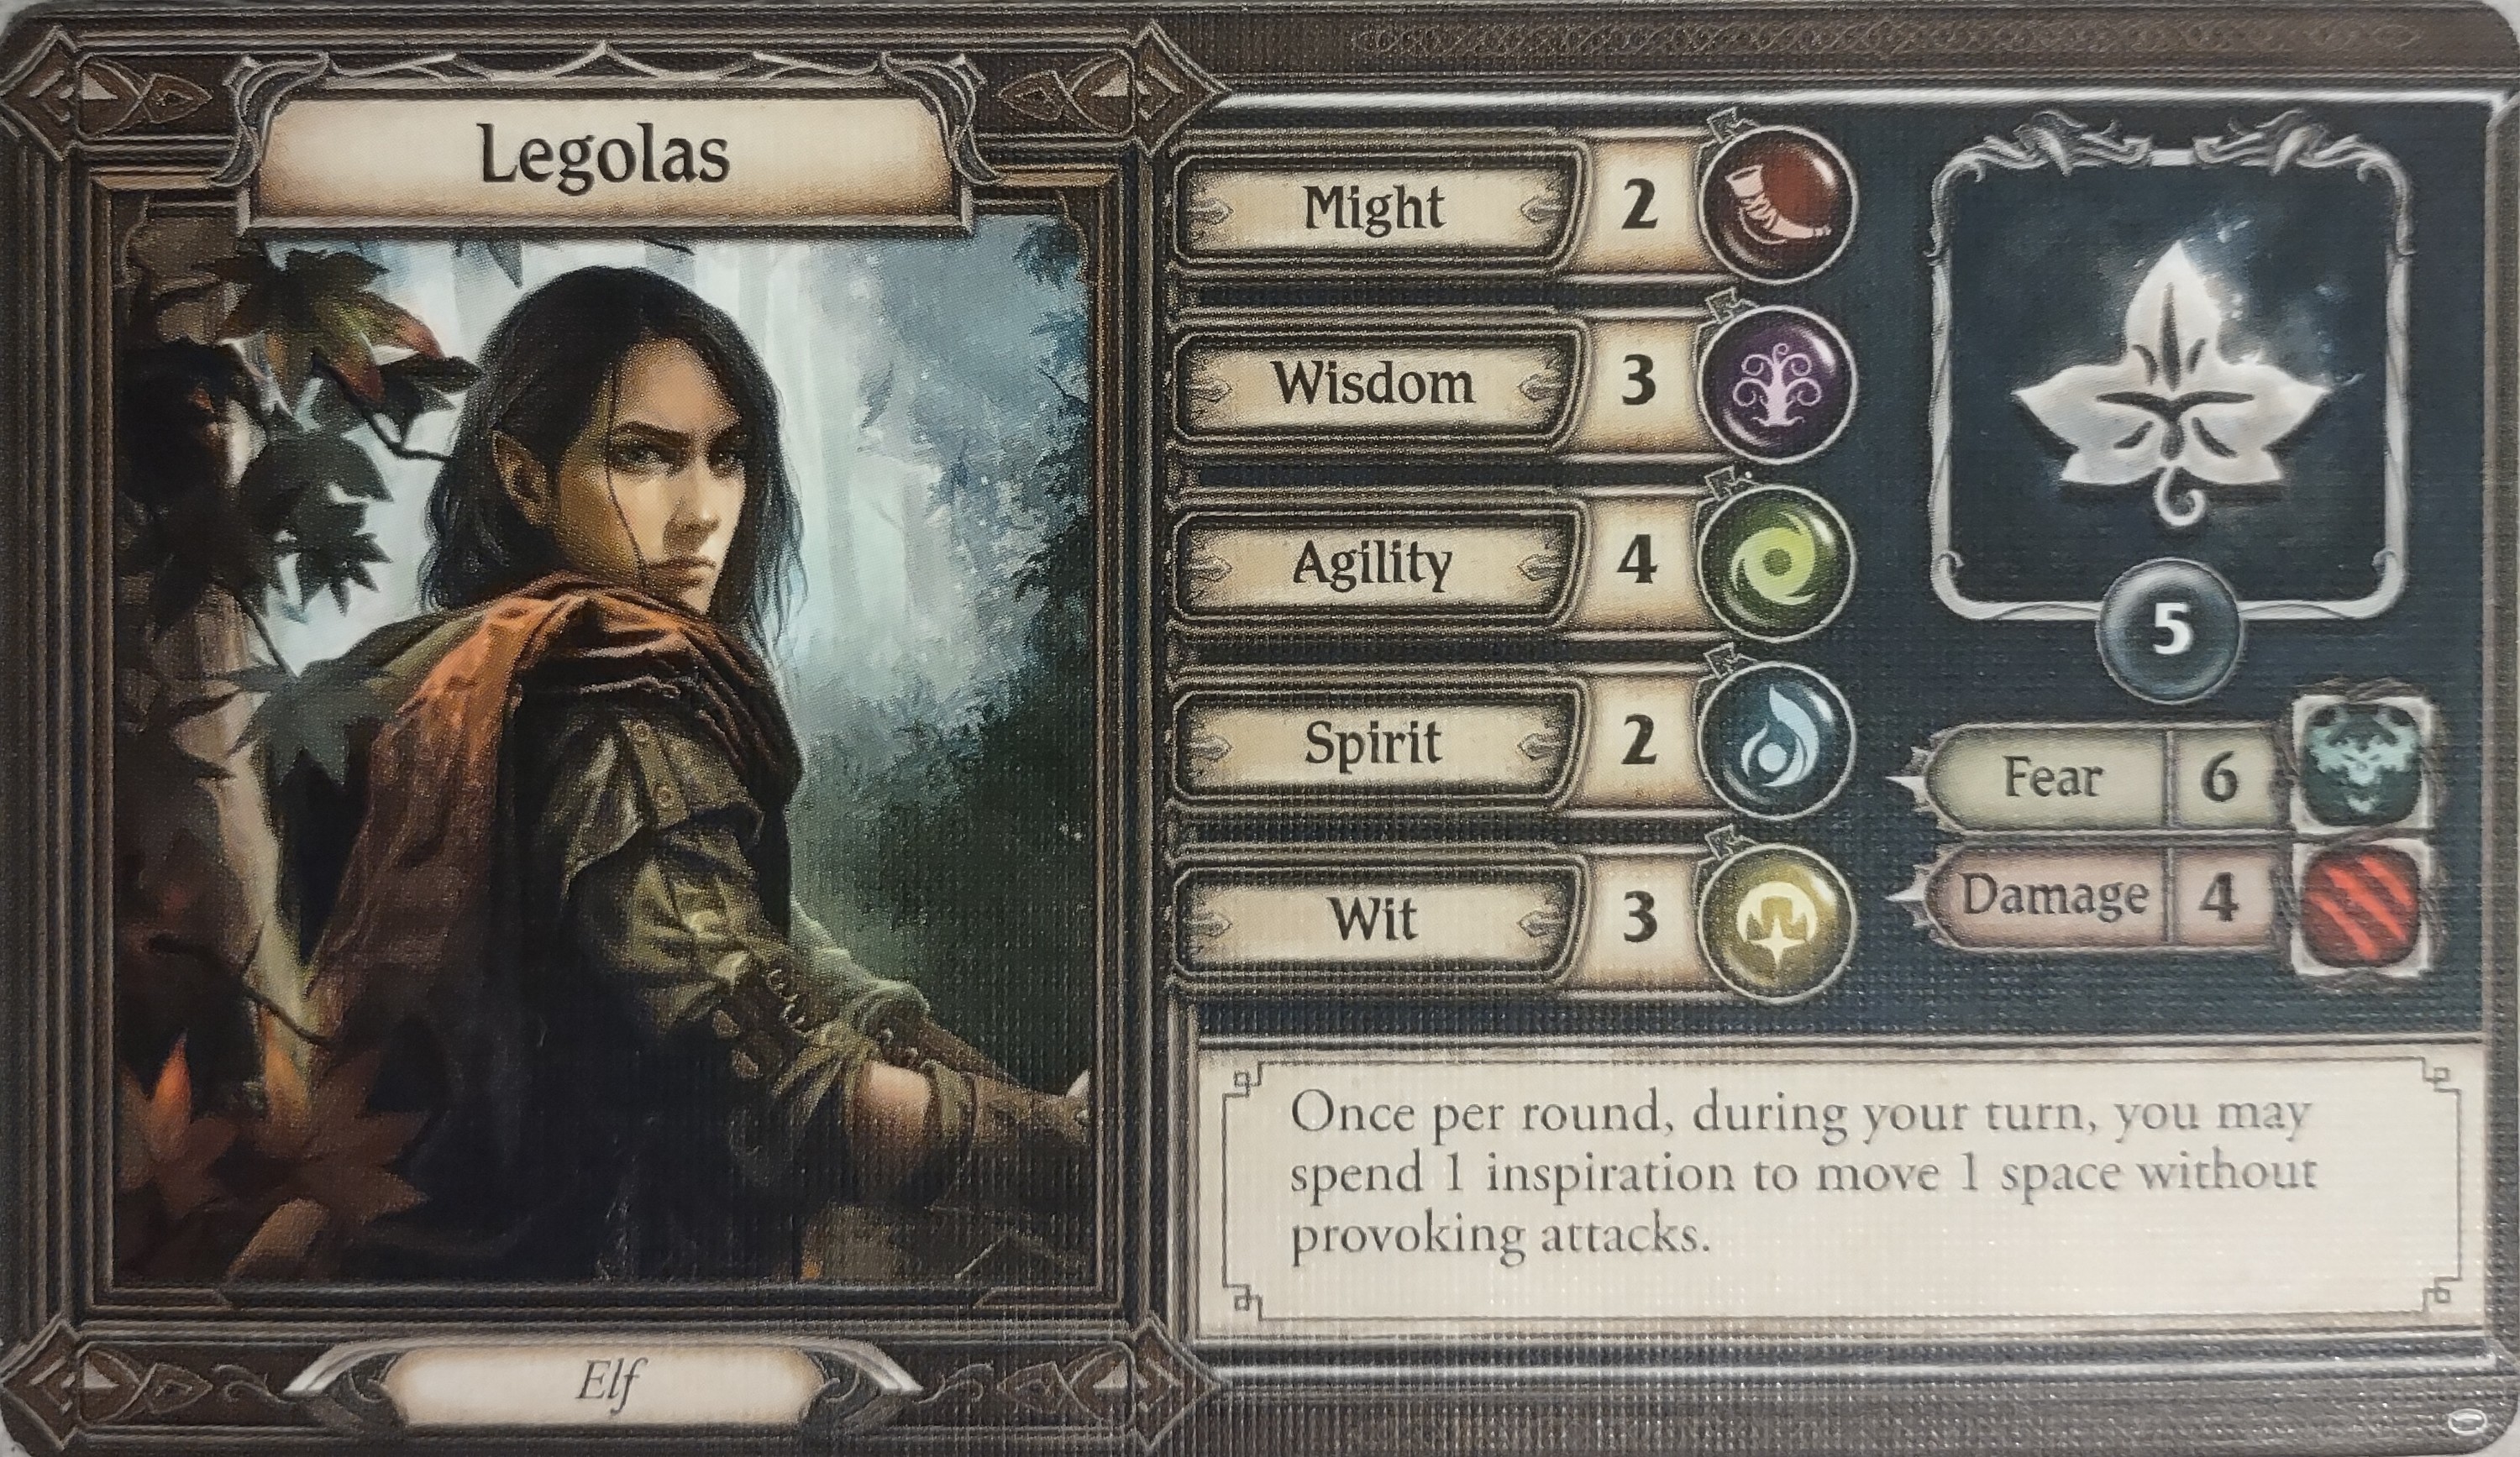 Legolas
Might 2
Wisdom 3
Agility 4
Spirit 2
Wit 3
5
Fear 6
Damage 4
Once per round, during your turn, you may
spend 1 inspiration to move 1 space without
provoking attacks.
Elf